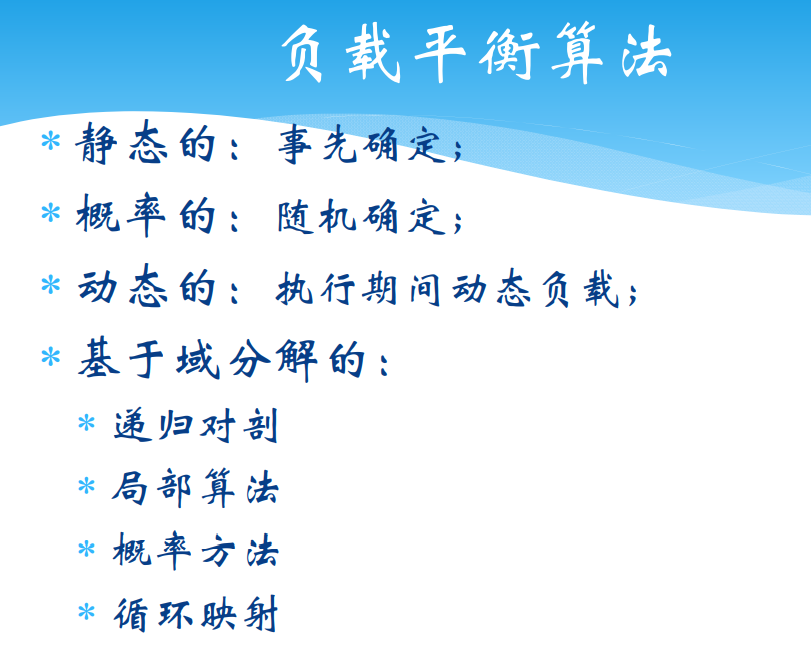 负载平衡算法
* 静态的：事先确定；
* 概率的：随机确定；
* 动态的：执行期间动态负载；
* 基于域分解的：
* 递归对剖
* 局部算法
* 概率方法
* 循环映射